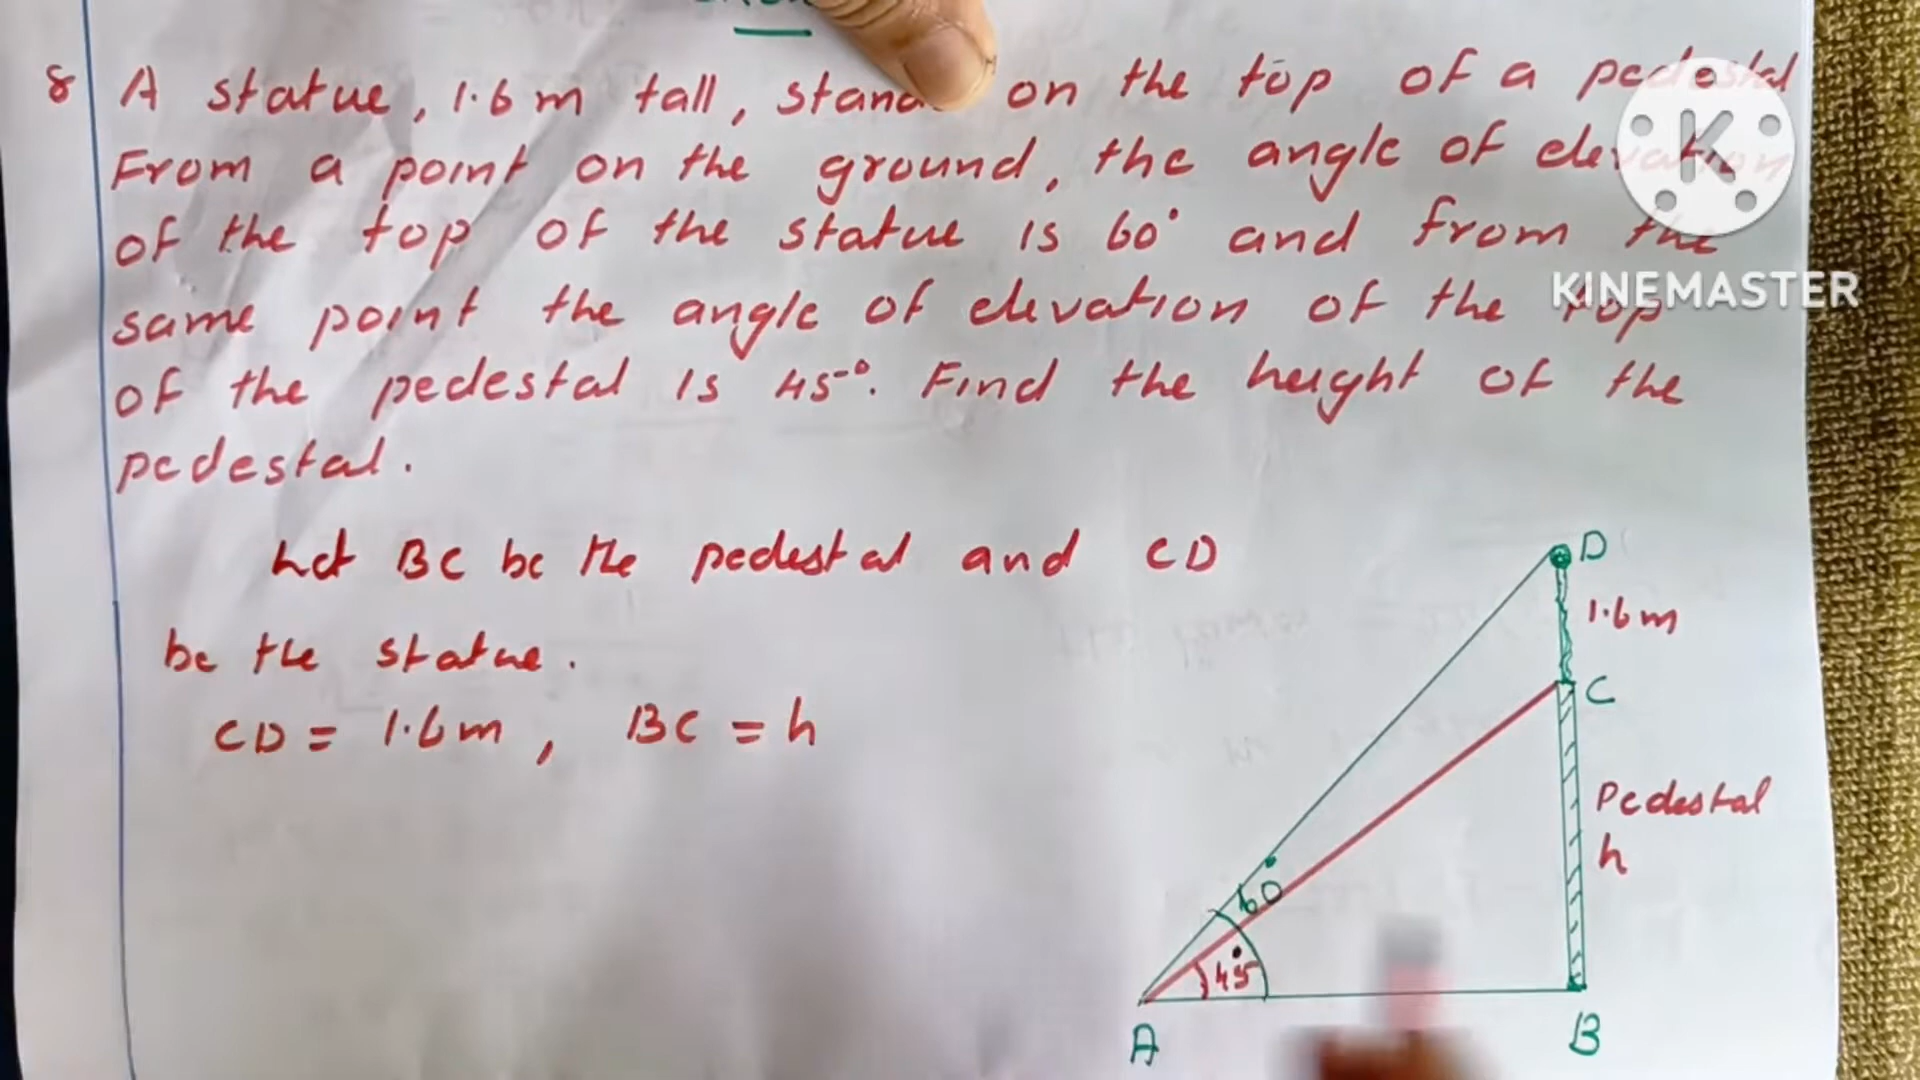 8 A statue, 1.6 m tall, on the top of a pedestal
From a point on the ground, the angle of elevation
of the top of the statue is 60° and from the
same point the angle of elevation of the top
of the pedestal is 45°. Find the height of the
pedestal.
Let BC be the pedestal and CD
be the statue.
CD = 1.6m, BC = h
KINEMASTER
D
1.6m
C
Pedestal
h
60
45°
A
B